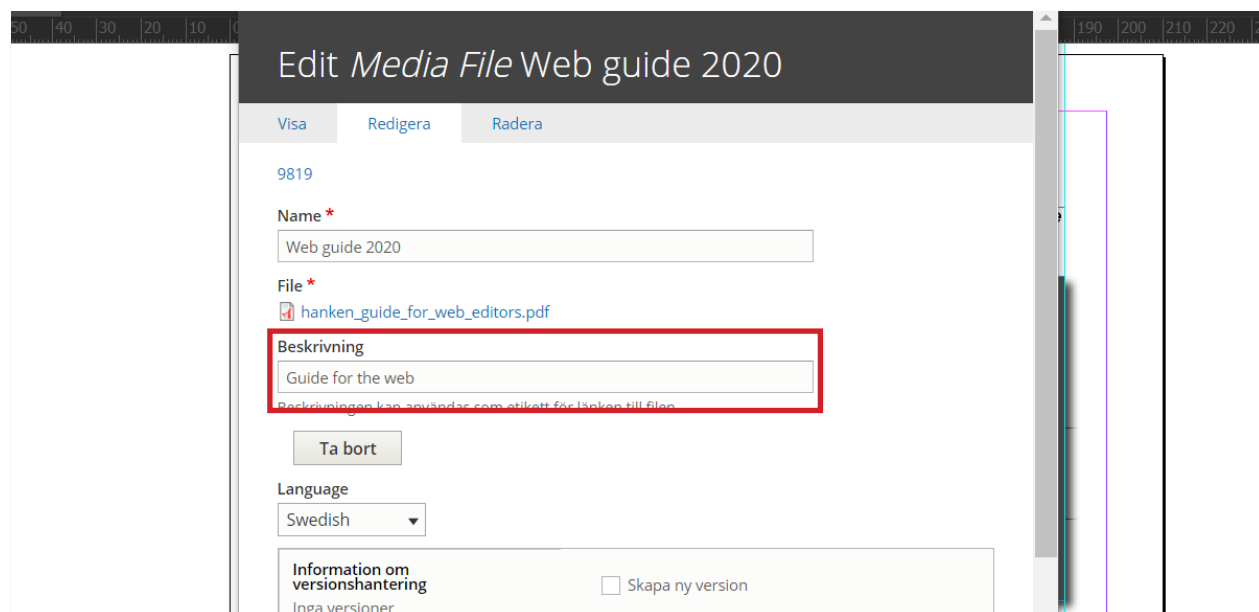 50 40 30 20 10 190 200 210 220
Edit Media File Web guide 2020
Visa Redigera Radera
9819
Name *
Web guide 2020
File *
hanken_guide_for_web_editors.pdf
Beskrivning
Guide for the web
Beskrivningen kan användas som etikett för länken till filen.
Ta bort
Language
Swedish
Information om
versionshantering
Skapa ny version
Inga versioner